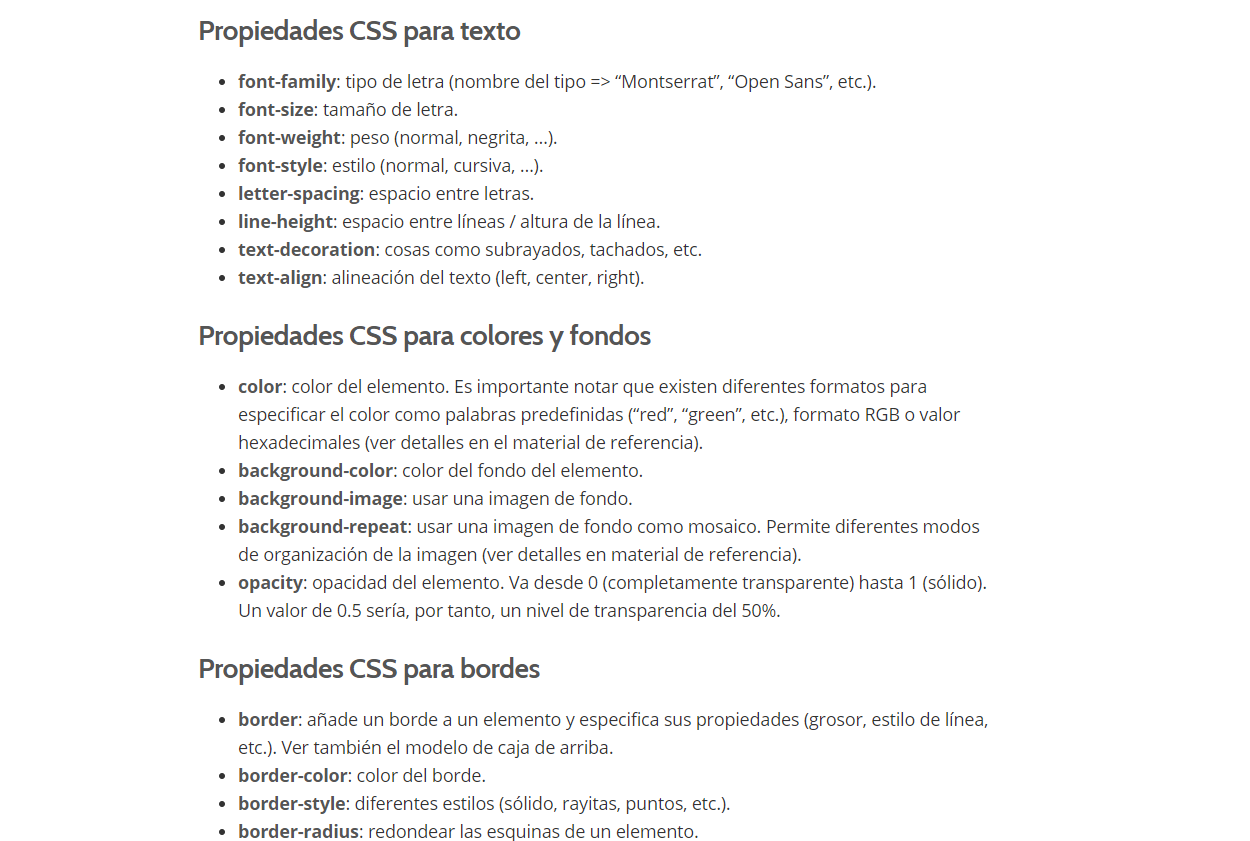 Propiedades CSS para texto
• font-family: tipo de letra (nombre del tipo => “Montserrat”, “Open Sans”, etc.).
• font-size: tamaño de letra.
• font-weight: peso (normal, negrita, …).
• font-style: estilo (normal, cursiva, …).
• letter-spacing: espacio entre letras.
• line-height: espacio entre líneas / altura de la línea.
• text-decoration: cosas como subrayados, tachados, etc.
• text-align: alineación del texto (left, center, right).
Propiedades CSS para colores y fondos
• color: color del elemento. Es importante notar que existen diferentes formatos para
especificar el color como palabras predefinidas (“red”, “green”, etc.), formato RGB o valor
hexadecimales (ver detalles en el material de referencia).
• background-color: color del fondo del elemento.
• background-image: usar una imagen de fondo.
• background-repeat: usar una imagen de fondo como mosaico. Permite diferentes modos
de organización de la imagen (ver detalles en material de referencia).
• opacity: opacidad del elemento. Va desde 0 (completamente transparente) hasta 1 (sólido).
Un valor de 0.5 sería, por tanto, un nivel de transparencia del 50%.
Propiedades CSS para bordes
• border: añade un borde a un elemento y especifica sus propiedades (grosor, estilo de línea,
etc.). Ver también el modelo de caja de arriba.
• border-color: color del borde.
• border-style: diferentes estilos (sólido, rayitas, puntos, etc.).
• border-radius: redondear las esquinas de un elemento.